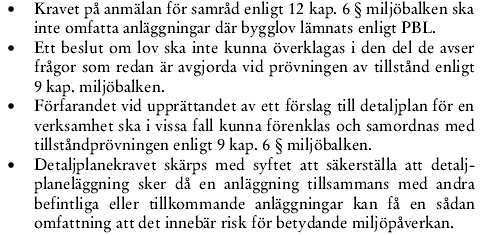 • Kravet på anmälan för samråd enligt 12 kap. 6 § miljöbalken ska
inte omfatta anläggningar där bygglov lämnats enligt PBL.
• Ett beslut om lov ska inte kunna överklagas i den del de avser
frågor som redan är avgjorda vid prövningen av tillstånd enligt
9 kap. miljöbalken.
• Förfarandet vid upprättandet av ett förslag till detaljplan för en
verksamhet ska i vissa fall kunna förenklas och samordnas med
tillståndprövningen enligt 9 kap. 6 § miljöbalken.
• Detaljplanekravet skärps med syftet att säkerställa att detalj-
planeläggning sker då en anläggning tillsammans med andra
befintliga eller tillkommande anläggningar kan få en sådan
omfattning att det innebär risk för betydande miljöpåverkan.